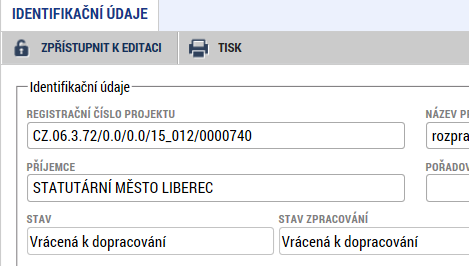 IDENTIFIKAČNÍ ÚDAJE
ZPŘÍSTUPNIT K EDITACI TISK
Identifikační údaje
REGISTRAČNÍ ČÍSLO PROJEKTU
CZ.06.3.72/0.0/0.0/15_012/0000740
NÁZEV
rozpra
PŘÍJEMCE
STATUTÁRNÍ MĚSTO LIBEREC
POŘADOV
STAV STAV ZPRACOVÁNÍ
Vrácená k dopracování Vrácená k dopracování